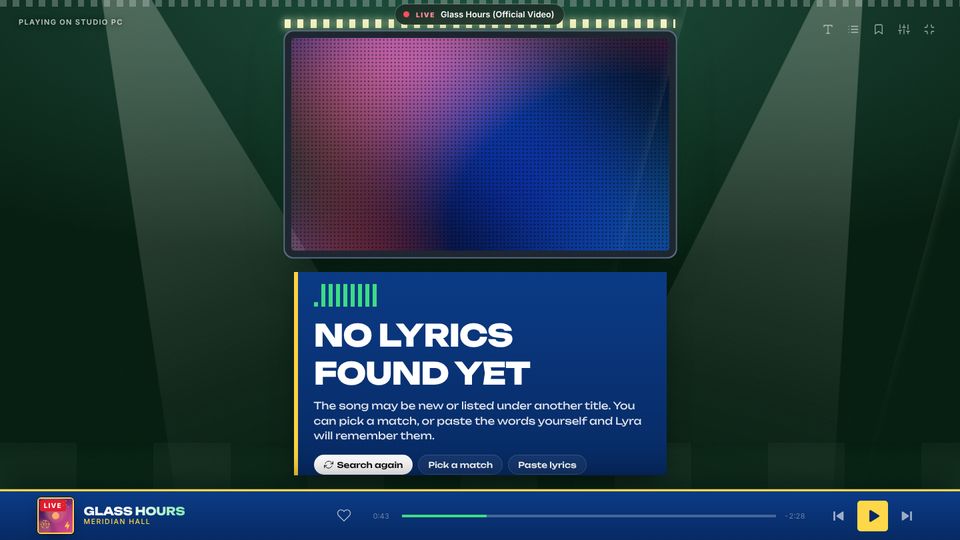 PLAYING ON STUDIO PC
LIVE Glass Hours (Official Video)
NO LYRICS
FOUND YET
The song may be new or listed under another title. You
can pick a match, or paste the words yourself and Lyra
will remember them.
Search again Pick a match Paste lyrics
LIVE
GLASS HOURS
MERIDIAN HALL
0:43 -2:28